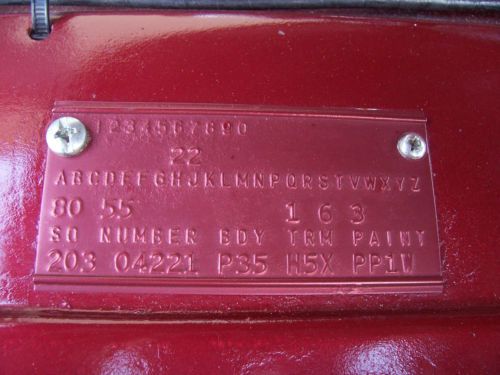 1234567890
22
ABCDEFGHJKLMNPQRSTVWXYZ
80 55 1 6 3
SO NUMBER BDY TRM PAINT
203 04221 P35 H5X PP1W